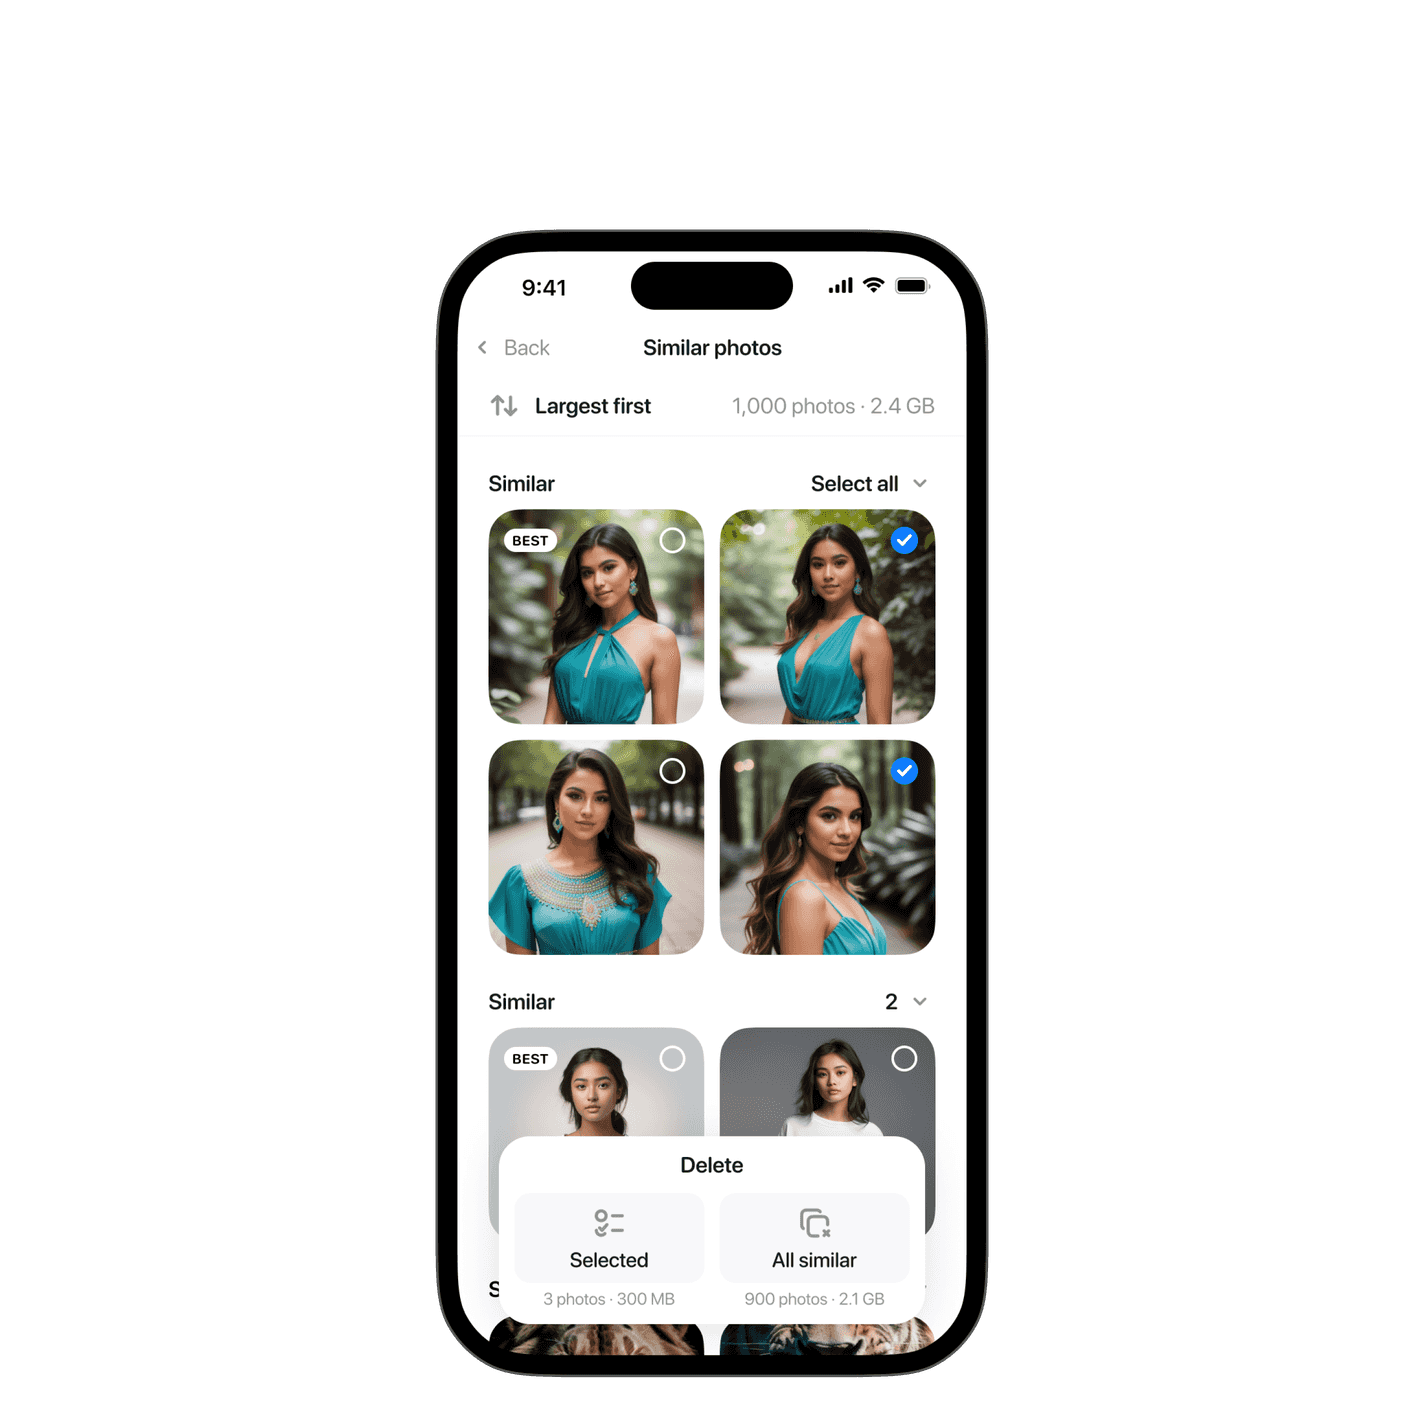 9:41
Back
Similar photos
Largest first
1,000 photos · 2.4 GB
Similar
Select all
BEST
Similar
2
BEST
Delete
Selected
All similar
3 photos · 300 MB
900 photos · 2.1 GB